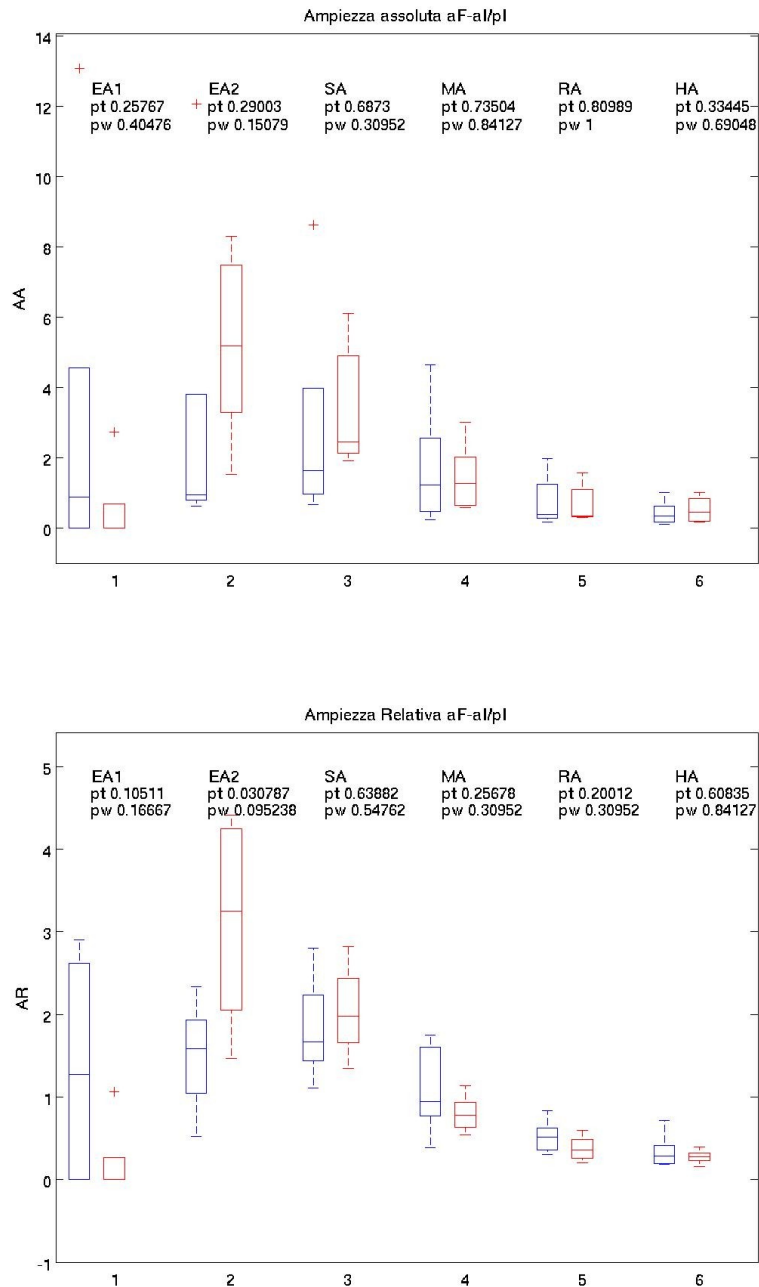 Ampiezza assoluta aF-aI/pI
14
12
10
8
6
4
2
0
AA
EA1 EA2 SA MA RA HA
pt 0.25767 pt 0.29003 pt 0.6873 pt 0.73504 pt 0.80989 pt 0.33445
pw 0.40476 pw 0.15079 pw 0.30952 pw 0.84127 pw 1 pw 0.69048
1 2 3 4 5 6
Ampiezza Relativa aF-aI/pI
5
4
3
2
1
0
-1
AR
EA1 EA2 SA MA RA HA
pt 0.10511 pt 0.030787 pt 0.63882 pt 0.25678 pt 0.20012 pt 0.60835
pw 0.16667 pw 0.095238 pw 0.54762 pw 0.30952 pw 0.30952 pw 0.84127
1 2 3 4 5 6